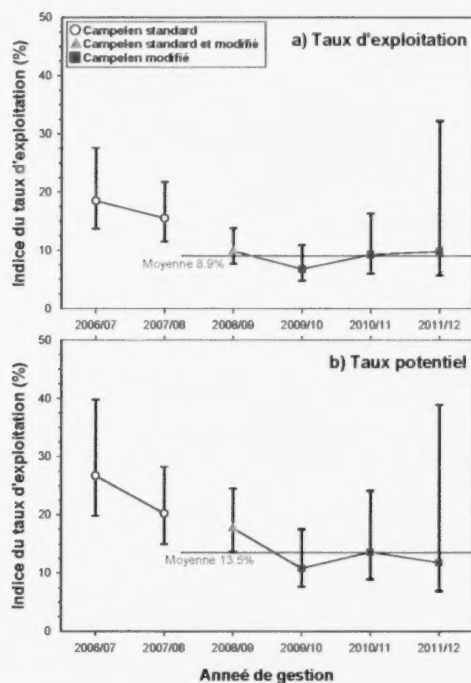 Campelen standard
Campelen standard et modifié
Campelen modifié
a) Taux d'exploitation
Indice du taux d'exploitation (%)
50
40
30
20
10
0
Moyenne 8.9%
2006/07 2007/08 2008/09 2009/10 2010/11 2011/12
b) Taux potentiel
Indice du taux d'exploitation (%)
50
40
30
20
10
0
Moyenne 13.5%
2006/07 2007/08 2008/09 2009/10 2010/11 2011/12
Anneé de gestion